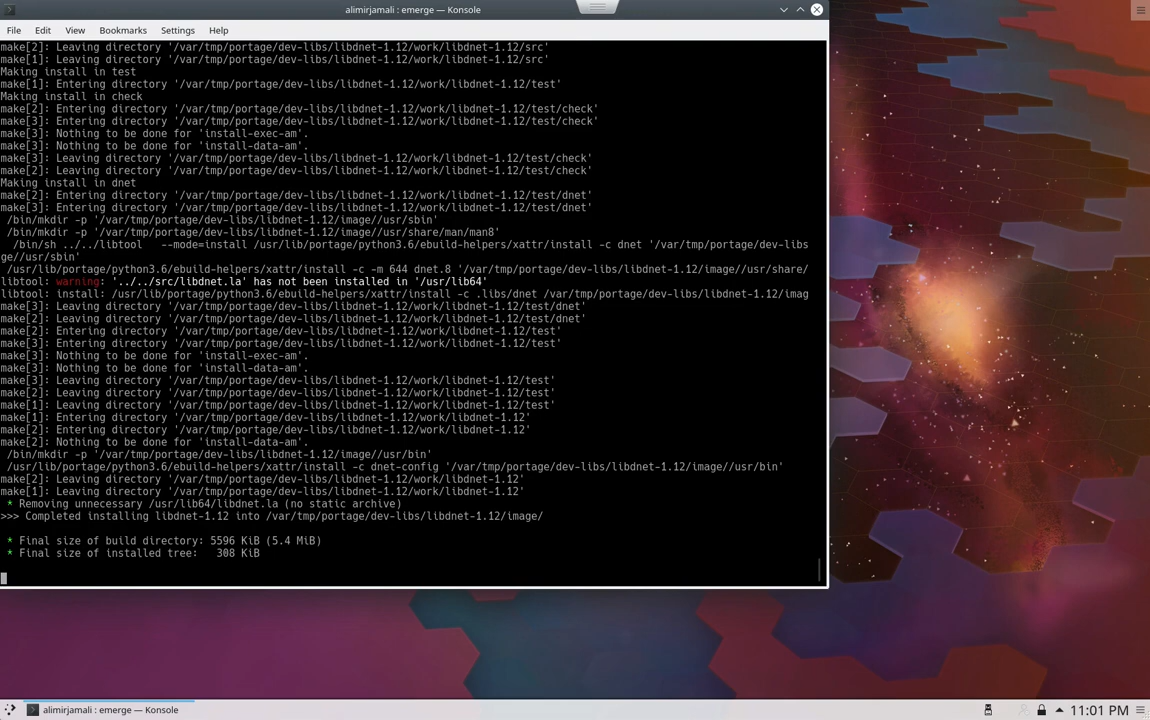 alimirjamali : emerge — Konsole
File Edit View Bookmarks Settings Help
make[2]: Leaving directory '/var/tmp/portage/dev-libs/libdnet-1.12/work/libdnet-1.12/src'
make[1]: Leaving directory '/var/tmp/portage/dev-libs/libdnet-1.12/work/libdnet-1.12/src'
Making install in test
make[1]: Entering directory '/var/tmp/portage/dev-libs/libdnet-1.12/work/libdnet-1.12/test'
Making install in check
make[2]: Entering directory '/var/tmp/portage/dev-libs/libdnet-1.12/work/libdnet-1.12/test/check'
make[3]: Entering directory '/var/tmp/portage/dev-libs/libdnet-1.12/work/libdnet-1.12/test/check'
make[3]: Nothing to be done for 'install-exec-am'.
make[3]: Nothing to be done for 'install-data-am'.
make[3]: Leaving directory '/var/tmp/portage/dev-libs/libdnet-1.12/work/libdnet-1.12/test/check'
make[2]: Leaving directory '/var/tmp/portage/dev-libs/libdnet-1.12/work/libdnet-1.12/test/check'
Making install in dnet
make[2]: Entering directory '/var/tmp/portage/dev-libs/libdnet-1.12/work/libdnet-1.12/test/dnet'
make[3]: Entering directory '/var/tmp/portage/dev-libs/libdnet-1.12/work/libdnet-1.12/test/dnet'
/bin/mkdir -p '/var/tmp/portage/dev-libs/libdnet-1.12/image//usr/sbin'
/bin/mkdir -p '/var/tmp/portage/dev-libs/libdnet-1.12/image//usr/share/man/man8'
/bin/sh ../../libtool   --mode=install /usr/lib/portage/python3.6/ebuild-helpers/xattr/install -c dnet '/var/tmp/portage/dev-libs
ge//usr/sbin'
/usr/lib/portage/python3.6/ebuild-helpers/xattr/install -c -m 644 dnet.8 '/var/tmp/portage/dev-libs/libdnet-1.12/image//usr/share/
libtool: warning: '../../src/libdnet.la' has not been installed in '/usr/lib64'
libtool: install: /usr/lib/portage/python3.6/ebuild-helpers/xattr/install -c .libs/dnet /var/tmp/portage/dev-libs/libdnet-1.12/imag
make[3]: Leaving directory '/var/tmp/portage/dev-libs/libdnet-1.12/work/libdnet-1.12/test/dnet'
make[2]: Leaving directory '/var/tmp/portage/dev-libs/libdnet-1.12/work/libdnet-1.12/test/dnet'
make[2]: Entering directory '/var/tmp/portage/dev-libs/libdnet-1.12/work/libdnet-1.12/test'
make[3]: Entering directory '/var/tmp/portage/dev-libs/libdnet-1.12/work/libdnet-1.12/test'
make[3]: Nothing to be done for 'install-exec-am'.
make[3]: Nothing to be done for 'install-data-am'.
make[3]: Leaving directory '/var/tmp/portage/dev-libs/libdnet-1.12/work/libdnet-1.12/test'
make[2]: Leaving directory '/var/tmp/portage/dev-libs/libdnet-1.12/work/libdnet-1.12/test'
make[1]: Leaving directory '/var/tmp/portage/dev-libs/libdnet-1.12/work/libdnet-1.12/test'
make[1]: Entering directory '/var/tmp/portage/dev-libs/libdnet-1.12/work/libdnet-1.12'
make[2]: Entering directory '/var/tmp/portage/dev-libs/libdnet-1.12/work/libdnet-1.12'
make[2]: Nothing to be done for 'install-data-am'.
/bin/mkdir -p '/var/tmp/portage/dev-libs/libdnet-1.12/image//usr/bin'
/usr/lib/portage/python3.6/ebuild-helpers/xattr/install -c dnet-config '/var/tmp/portage/dev-libs/libdnet-1.12/image//usr/bin'
make[2]: Leaving directory '/var/tmp/portage/dev-libs/libdnet-1.12/work/libdnet-1.12'
make[1]: Leaving directory '/var/tmp/portage/dev-libs/libdnet-1.12/work/libdnet-1.12'
* Removing unnecessary /usr/lib64/libdnet.la (no static archive)
>>> Completed installing libdnet-1.12 into /var/tmp/portage/dev-libs/libdnet-1.12/image/
* Final size of build directory: 5596 KiB (5.4 MiB)
* Final size of installed tree:   308 KiB
alimirjamali : emerge — Konsole
11:01 PM